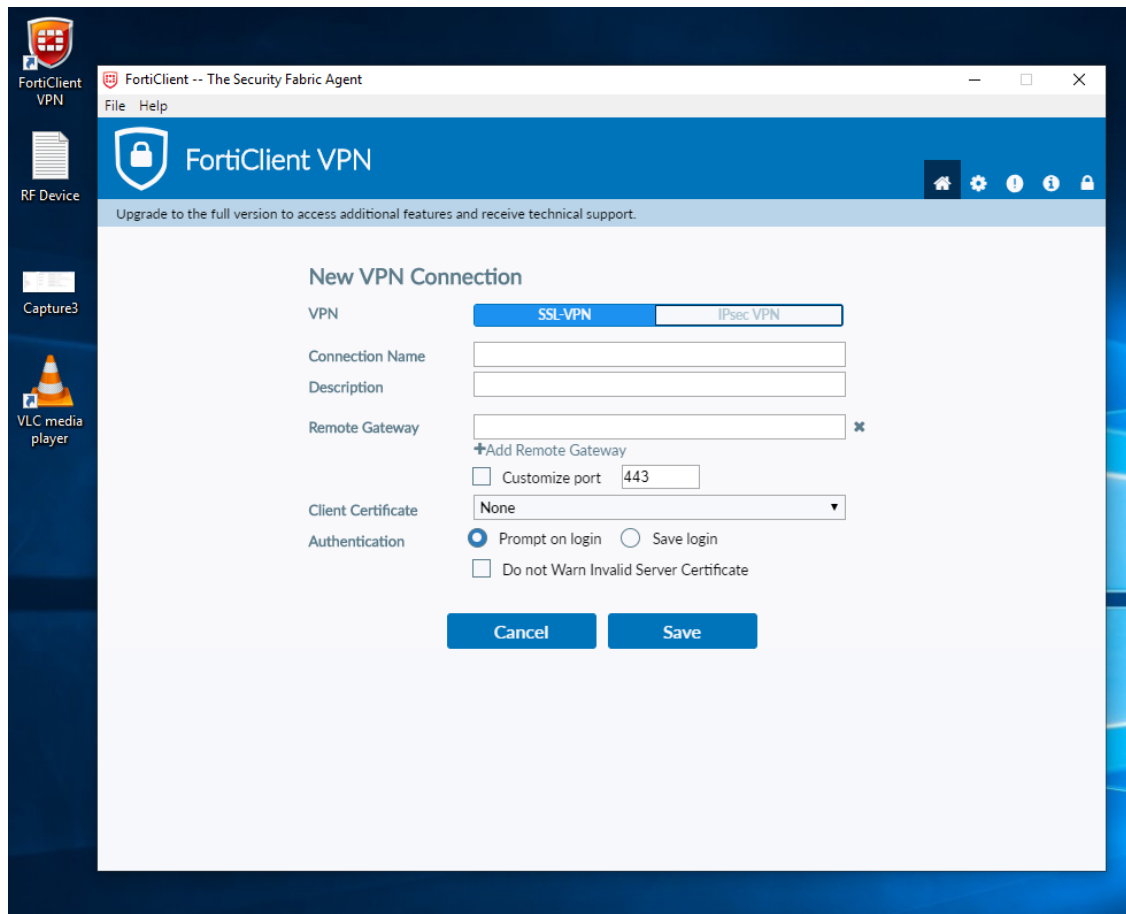 FortiClient
VPN
RF Device
Capture3
VLC media
player
FortiClient -- The Security Fabric Agent
File Help
FortiClient VPN
Upgrade to the full version to access additional features and receive technical support.
New VPN Connection
VPN SSL-VPN IPsec VPN
Connection Name
Description
Remote Gateway
+Add Remote Gateway
Customize port 443
Client Certificate None
Authentication Prompt on login Save login
Do not Warn Invalid Server Certificate
Cancel Save